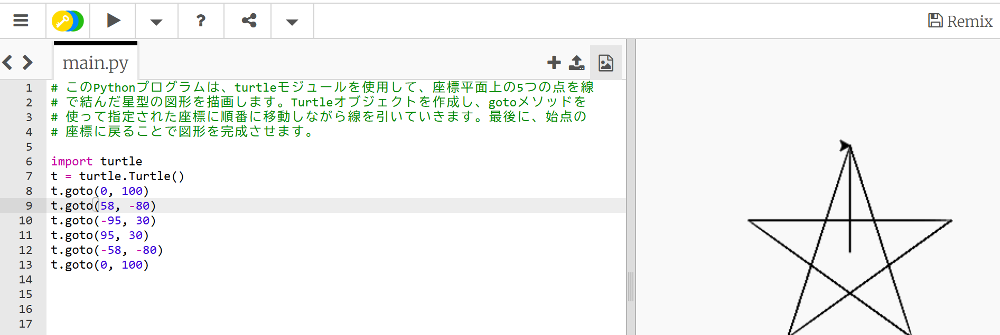 ?
Remix
main.py
1 # このPythonプログラムは、turtleモジュールを使用して、座標平面上の5つの点を線
2 # で結んだ星型の図形を描画します。Turtleオブジェクトを作成し、gotoメソッドを
3 # 使って指定された座標に順番に移動しながら線を引いていきます。最後に、始点の
4 # 座標に戻ることで図形を完成させます。
5
6 import turtle
7 t = turtle.Turtle()
8 t.goto(0, 100)
9 t.goto(58, -80)
10 t.goto(-95, 30)
11 t.goto(95, 30)
12 t.goto(-58, -80)
13 t.goto(0, 100)
14
15
16
17